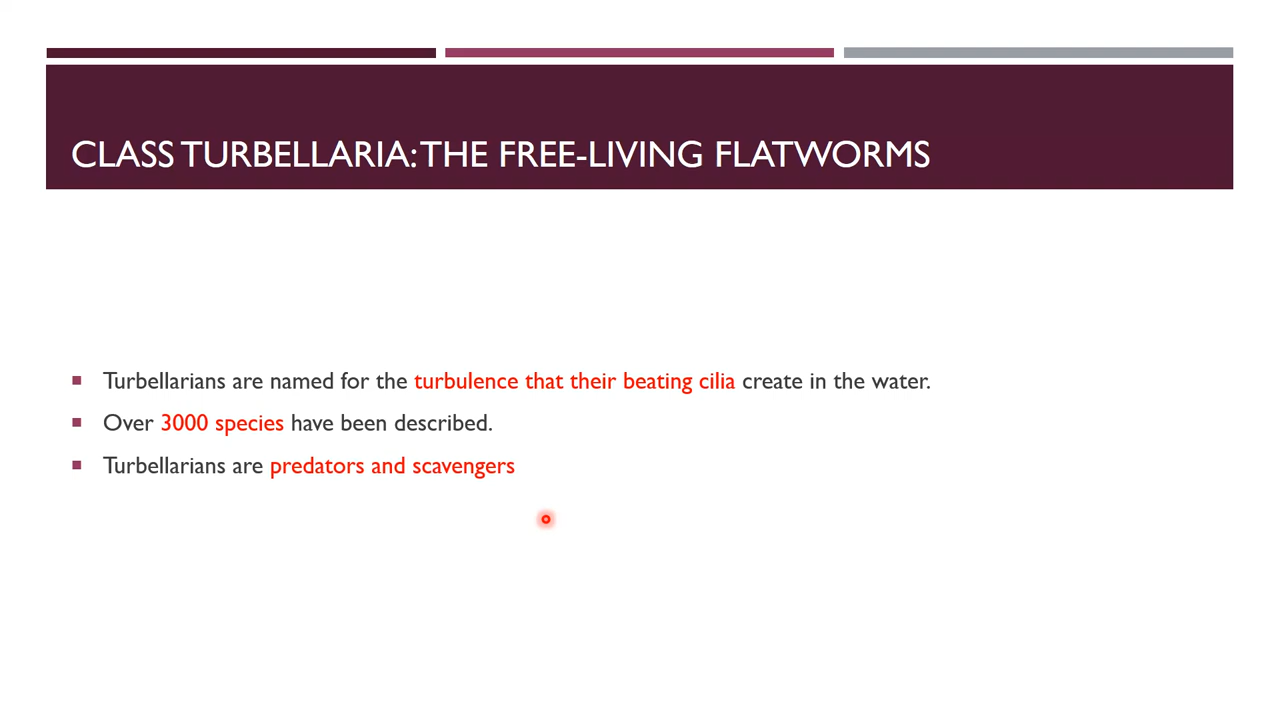 CLASS TURBELLARIA: THE FREE-LIVING FLATWORMS
Turbellarians are named for the turbulence that their beating cilia create in the water.
Over 3000 species have been described.
Turbellarians are predators and scavengers